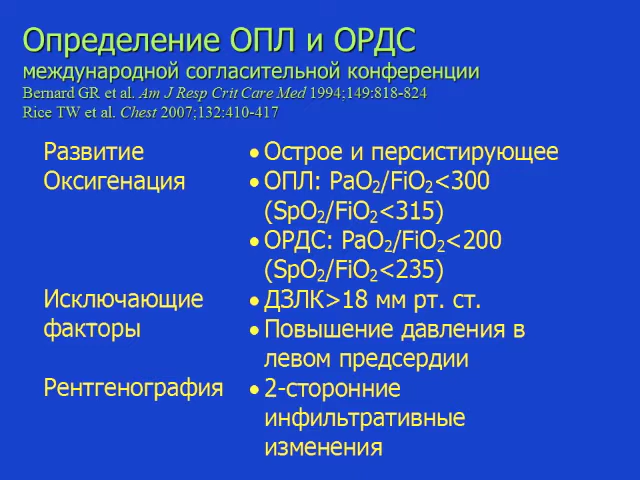 Определение ОПЛ и ОРДС
международной согласительной конференции
Bernard GR et al. Am J Resp Crit Care Med 1994;149:818-824
Rice TW et al. Chest 2007;132:410-417
Развитие
• Острое и персистирующее
Оксигенация
• ОПЛ: PaO2/FiO2<300
(SpO2/FiO2<315)
• ОРДС: PaO2/FiO2<200
(SpO2/FiO2<235)
Исключающие
факторы
• ДЗЛК>18 мм рт. ст.
• Повышение давления в
левом предсердии
Рентгенография
• 2-сторонние
инфильтративные
изменения